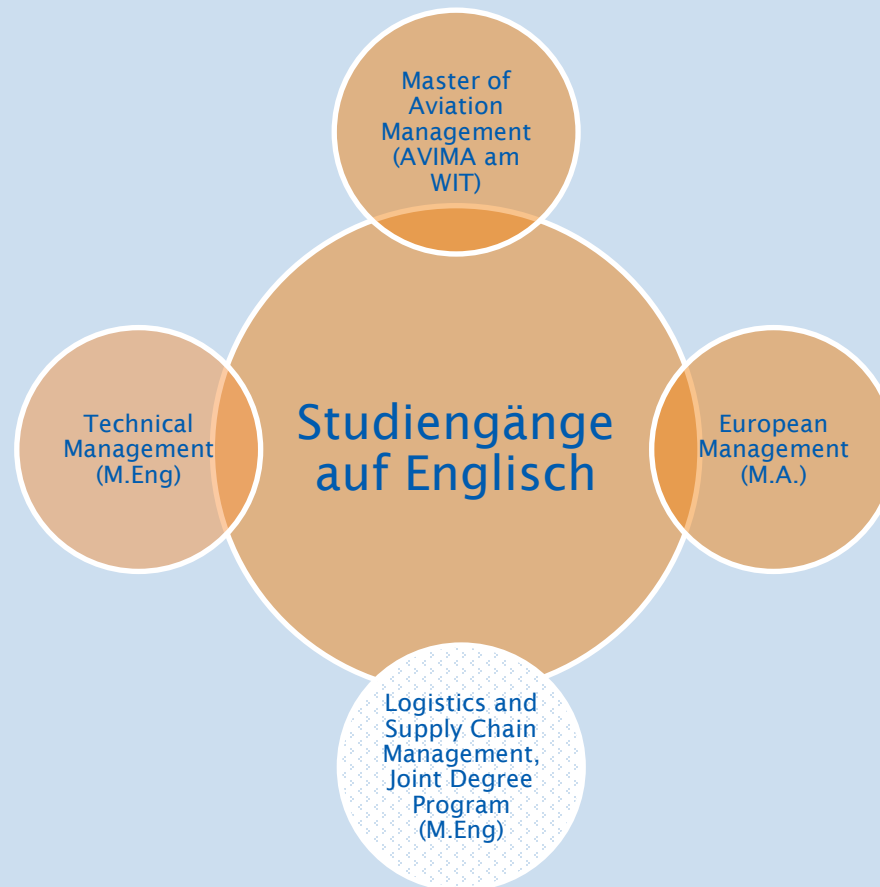 Master of
Aviation
Management
(AVIMA am
WIT)
Technical
Management
(M.Eng)
Studiengänge
auf Englisch
European
Management
(M.A.)
Logistics and
Supply Chain
Management,
Joint Degree
Program
(M.Eng)